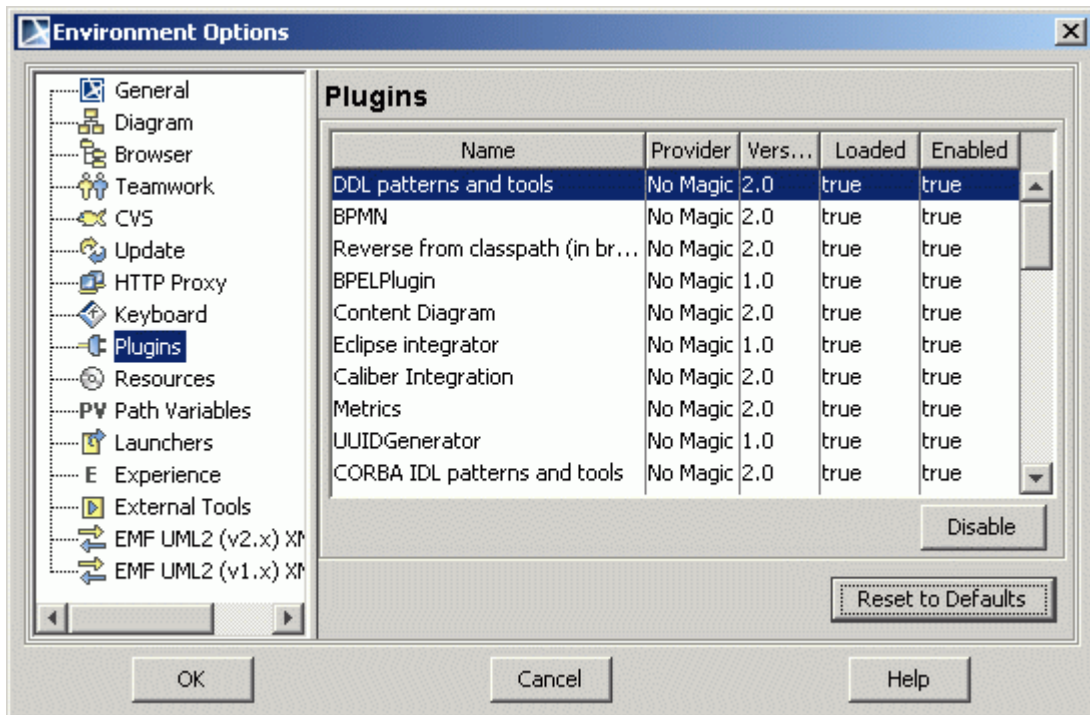 Environment Options
General
Diagram
Browser
Teamwork
CVS
Update
HTTP Proxy
Keyboard
Plugins
Resources
PV Path Variables
Launchers
E Experience
External Tools
EMF UML2 (v2.x) XM
EMF UML2 (v1.x) XM
Plugins
Name Provider Vers... Loaded Enabled
DDL patterns and tools No Magic 2.0 true true
BPMN No Magic 2.0 true true
Reverse from classpath (in br... No Magic 2.0 true true
BPELPlugin No Magic 1.0 true true
Content Diagram No Magic 2.0 true true
Eclipse integrator No Magic 1.0 true true
Caliber Integration No Magic 2.0 true true
Metrics No Magic 2.0 true true
UUIDGenerator No Magic 1.0 true true
CORBA IDL patterns and tools No Magic 2.0 true true
Disable
Reset to Defaults
OK Cancel Help